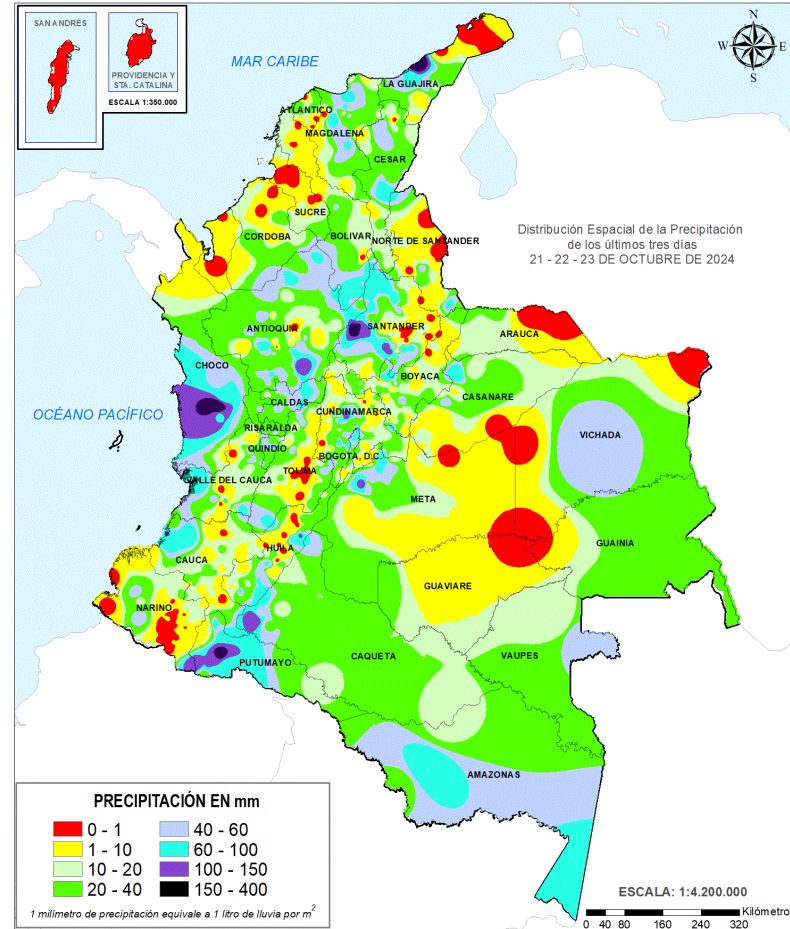 SAN ANDRÉS
PROVIDENCIA Y
STA. CATALINA
ESCALA 1:350.000
MAR CARIBE
N
W
E
S
LA GUAJIRA
ATLANTICO
MAGDALENA
CESAR
SUCRE
CORDOBA
BOLIVAR
NORTE DE SANTANDER
Distribución Espacial de la Precipitación
de los últimos tres días
21 - 22 - 23 DE OCTUBRE DE 2024
ANTIOQUIA
SANTANDER
ARAUCA
CHOCO
BOYACA
CASANARE
OCÉANO PACÍFICO
CALDAS
CUNDINAMARCA
RISARALDA
VICHADA
QUINDÍO
BOGOTA, D.C.
TOLIMA
VALLE DEL CAUCA
META
HUILA
GUAINIA
CAUCA
GUAVIARE
NARINO
PUTUMAYO
CAQUETA
VAUPES
AMAZONAS
PRECIPITACIÓN EN mm
0 - 1
40 - 60
1 - 10
60 - 100
10 - 20
100 - 150
20 - 40
150 - 400
1 milímetro de precipitación equivale a 1 litro de lluvia por m²
ESCALA: 1:4.200.000
Kilómetro
0 40 80 160 240 320